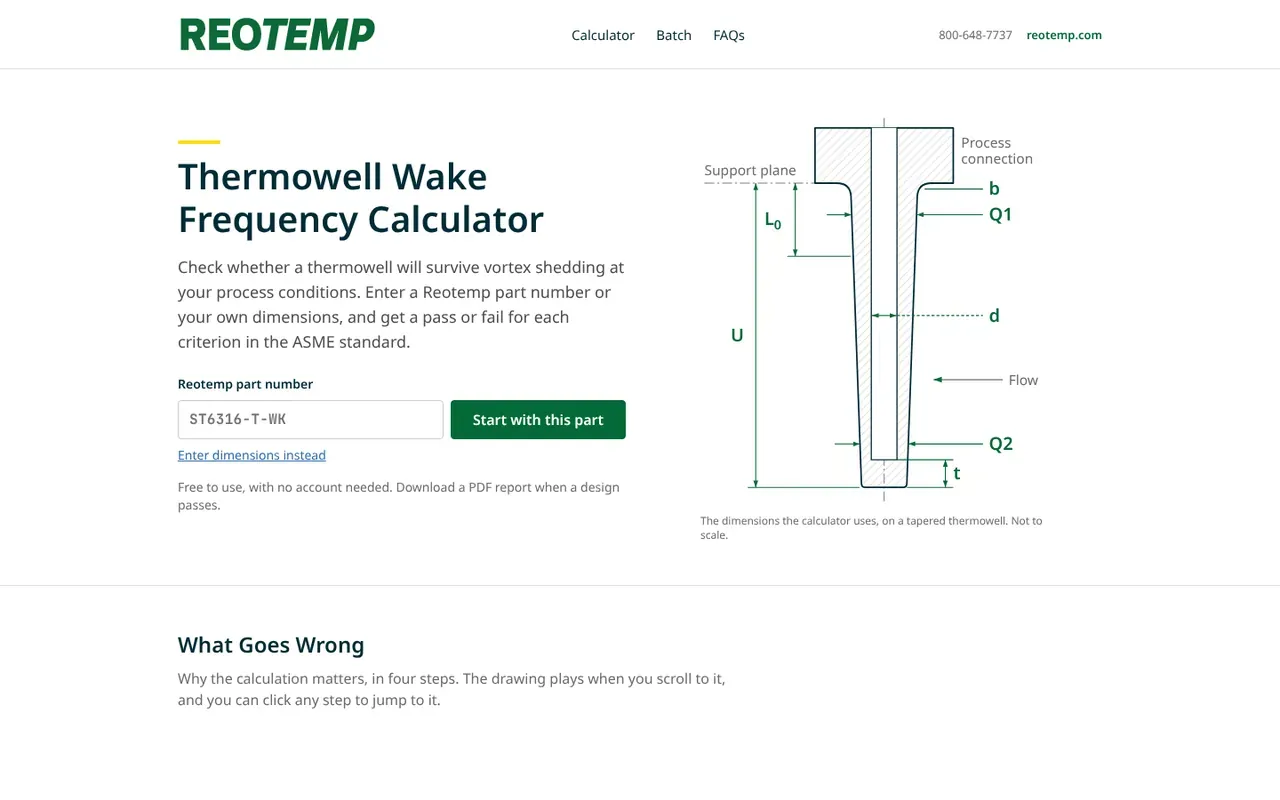 REOTEMP
Calculator
Batch
FAQs
800-648-7737
reotemp.com
Thermowell Wake
Frequency Calculator
Check whether a thermowell will survive vortex shedding at
your process conditions. Enter a Reotemp part number or
your own dimensions, and get a pass or fail for each
criterion in the ASME standard.
Reotemp part number
ST6316-T-WK
Start with this part
Enter dimensions instead
Free to use, with no account needed. Download a PDF report when a design
passes.
Process
connection
Support plane
b
L0
Q1
d
U
Flow
Q2
t
The dimensions the calculator uses, on a tapered thermowell. Not to
scale.
What Goes Wrong
Why the calculation matters, in four steps. The drawing plays when you scroll to it,
and you can click any step to jump to it.